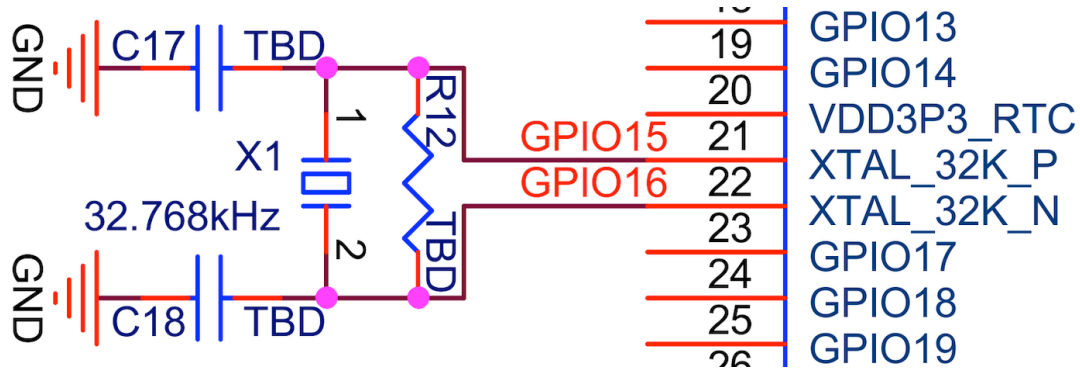 GND
C17
TBD
1
R12
X1
32.768kHz
2
TBD
GND
C18
TBD
GPIO15
GPIO16
GPIO13
19
GPIO14
20
VDD3P3_RTC
21
XTAL_32K_P
22
XTAL_32K_N
23
GPIO17
24
GPIO18
25
GPIO19